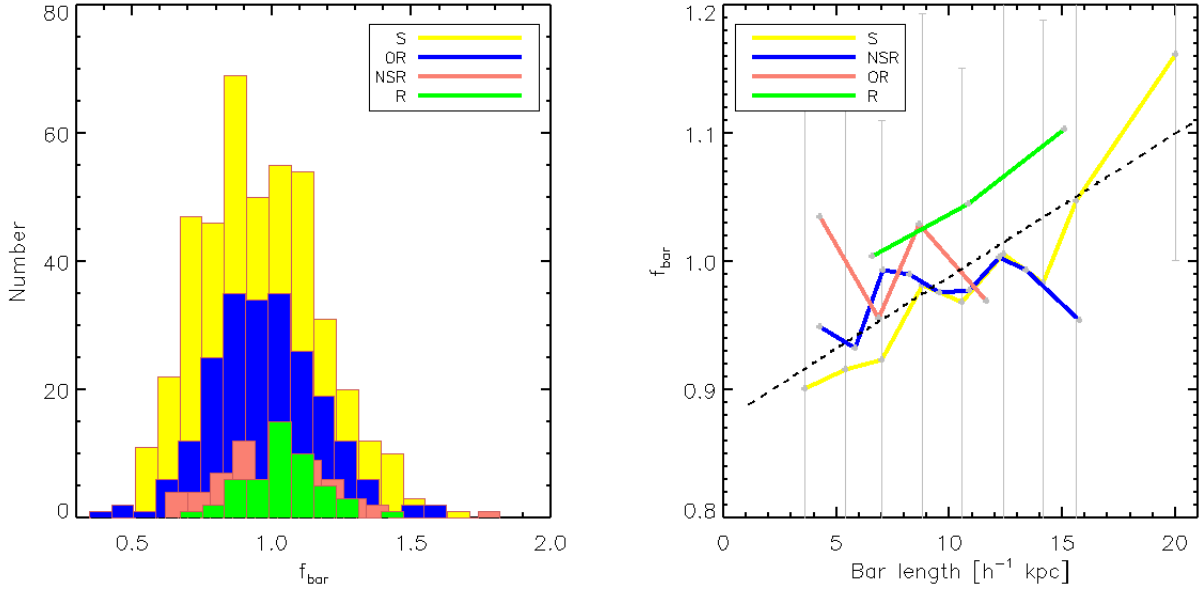 80
60
40
20
0
Number
0.5 1.0 1.5 2.0
f_bar
S
OR
NSR
R
1.2
1.1
1.0
0.9
0.8
f_bar
0 5 10 15 20
Bar length [h⁻¹ kpc]
S
NSR
OR
R